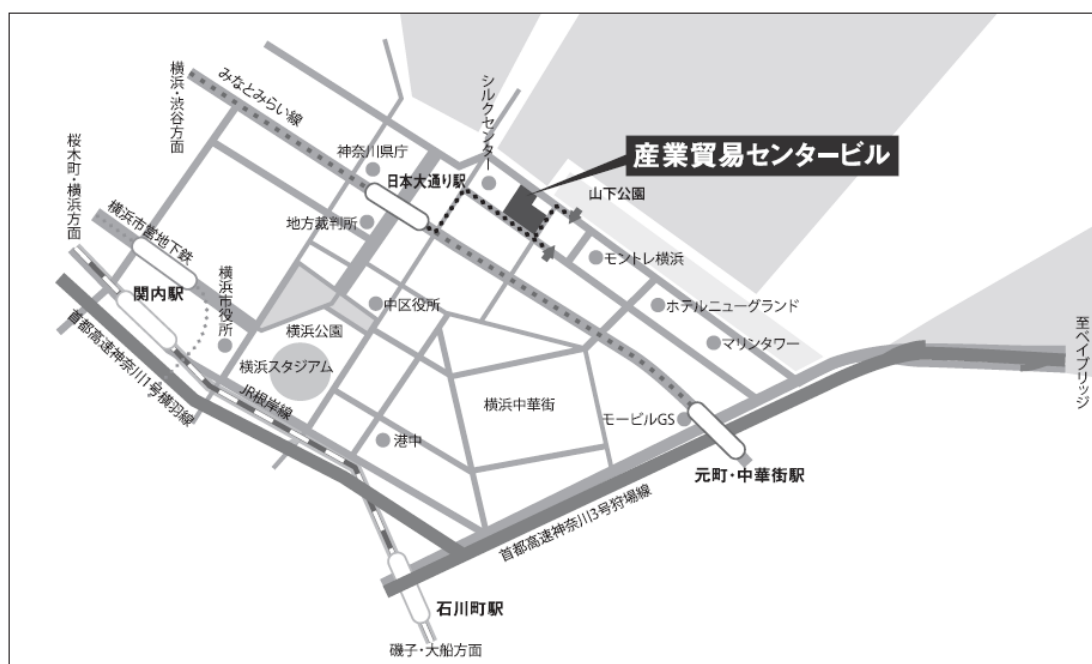 横浜・渋谷方面
みなとみらい線
シルクセンター
産業貿易センタービル
桜木町・横浜方面
神奈川県庁
日本大通り駅
山下公園
横浜市営地下鉄
地方裁判所
モントレ横浜
関内駅
横浜市役所
中区役所
ホテルニューグランド
横浜公園
至ベイブリッジ
首都高速神奈川1号横羽線
横浜スタジアム
マリンタワー
JR根岸線
横浜中華街
モービルGS
港中
元町・中華街駅
首都高速神奈川3号狩場線
石川町駅
磯子・大船方面